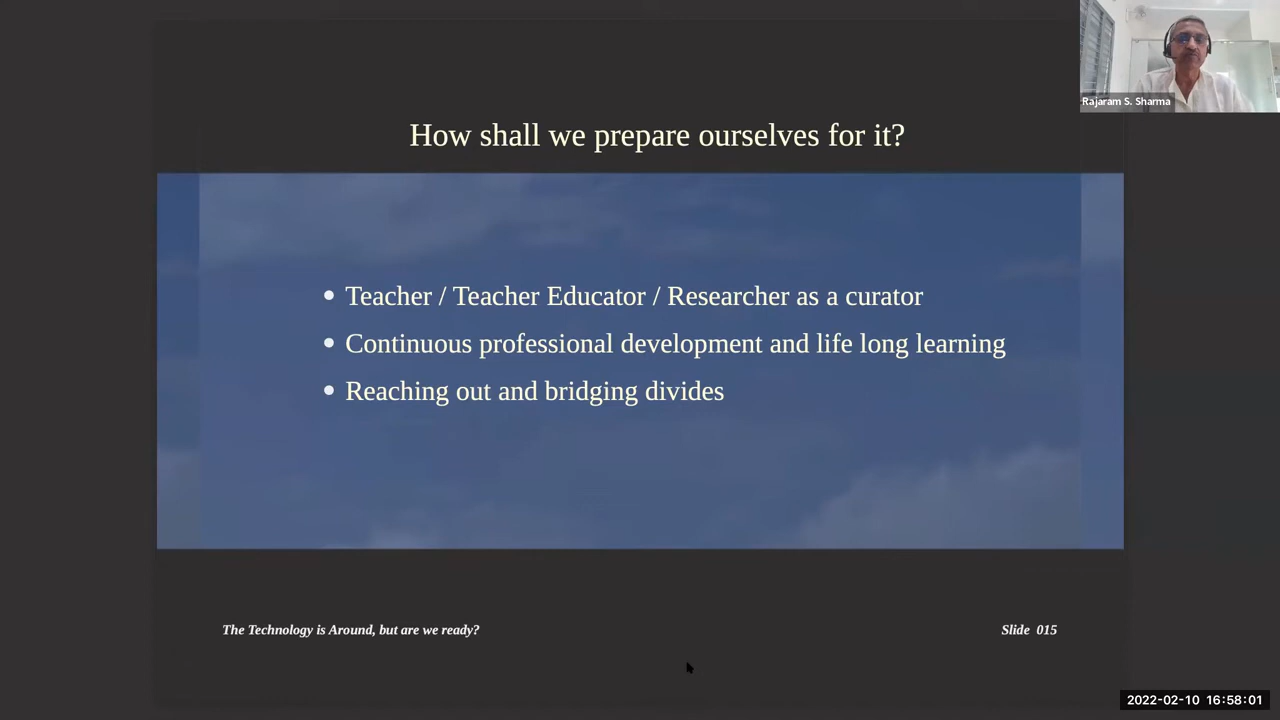 Rajaram S. Sharma
How shall we prepare ourselves for it?
• Teacher / Teacher Educator / Researcher as a curator
• Continuous professional development and life long learning
• Reaching out and bridging divides
The Technology is Around, but are we ready?
Slide 015
2022-02-10 16:58:01